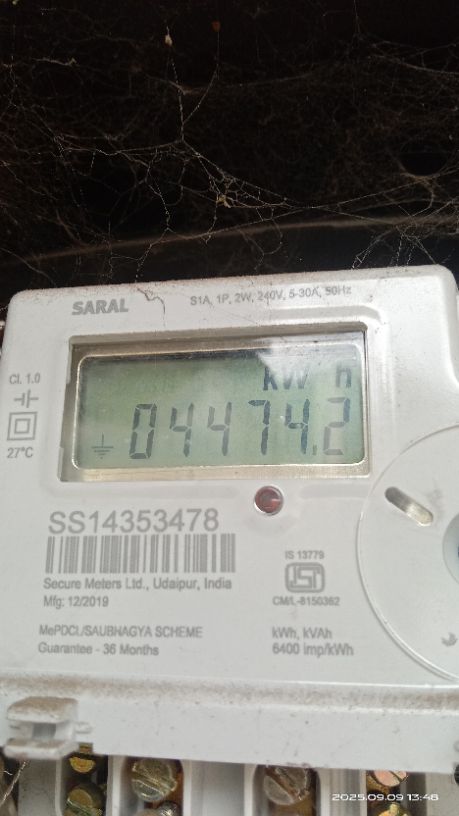 SARAL
S1A, 1P, 2W, 240V, 5-30A, 50Hz
Cl. 1.0
27°C
kW h
04474.2
SS14353478
Secure Meters Ltd., Udaipur, India
Mfg: 12/2019
IS 13779
CM/L-8150362
MePDCL/SAUBHAGYA SCHEME
Guarantee - 36 Months
kWh, kVAh
6400 imp/kWh
2025.09.09 13:48